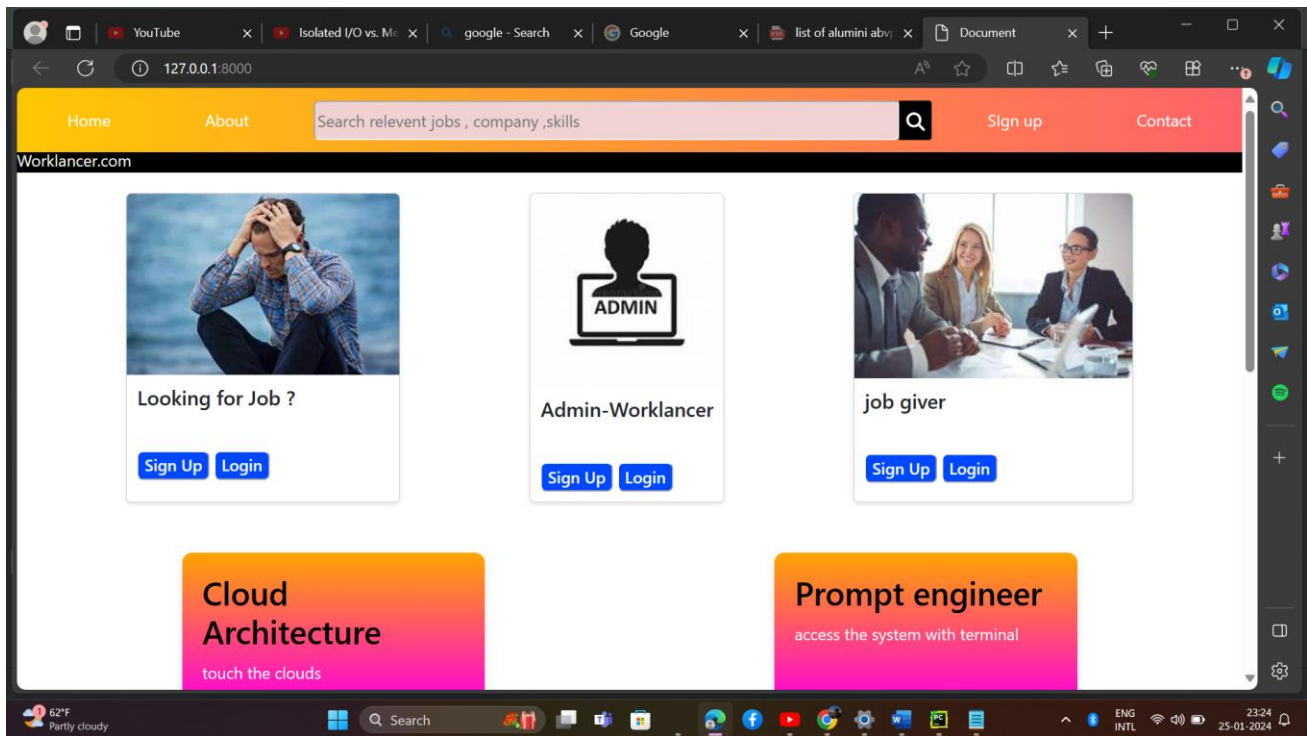 YouTube
Isolated I/O vs. Me
google - Search
Google
list of alumini abv
Document
127.0.0.1:8000
Home
About
Search relevent jobs , company ,skills
SIgn up
Contact
Worklancer.com
ADMIN
Looking for Job ?
Sign Up
Login
Admin-Worklancer
Sign Up
Login
job giver
Sign Up
Login
Cloud
Architecture
touch the clouds
Prompt engineer
access the system with terminal
62°F
Partly cloudy
Search
ENG
INTL
23:24
25-01-2024